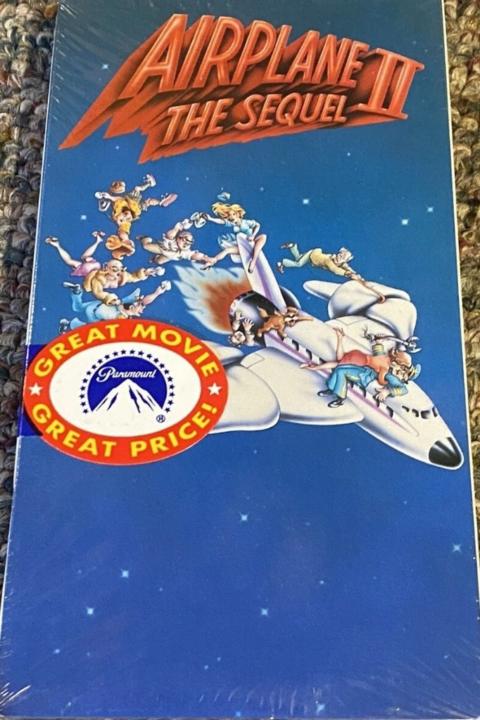 AIRPLANE II
THE SEQUEL
GREAT MOVIE
Paramount
®
GREAT PRICE!